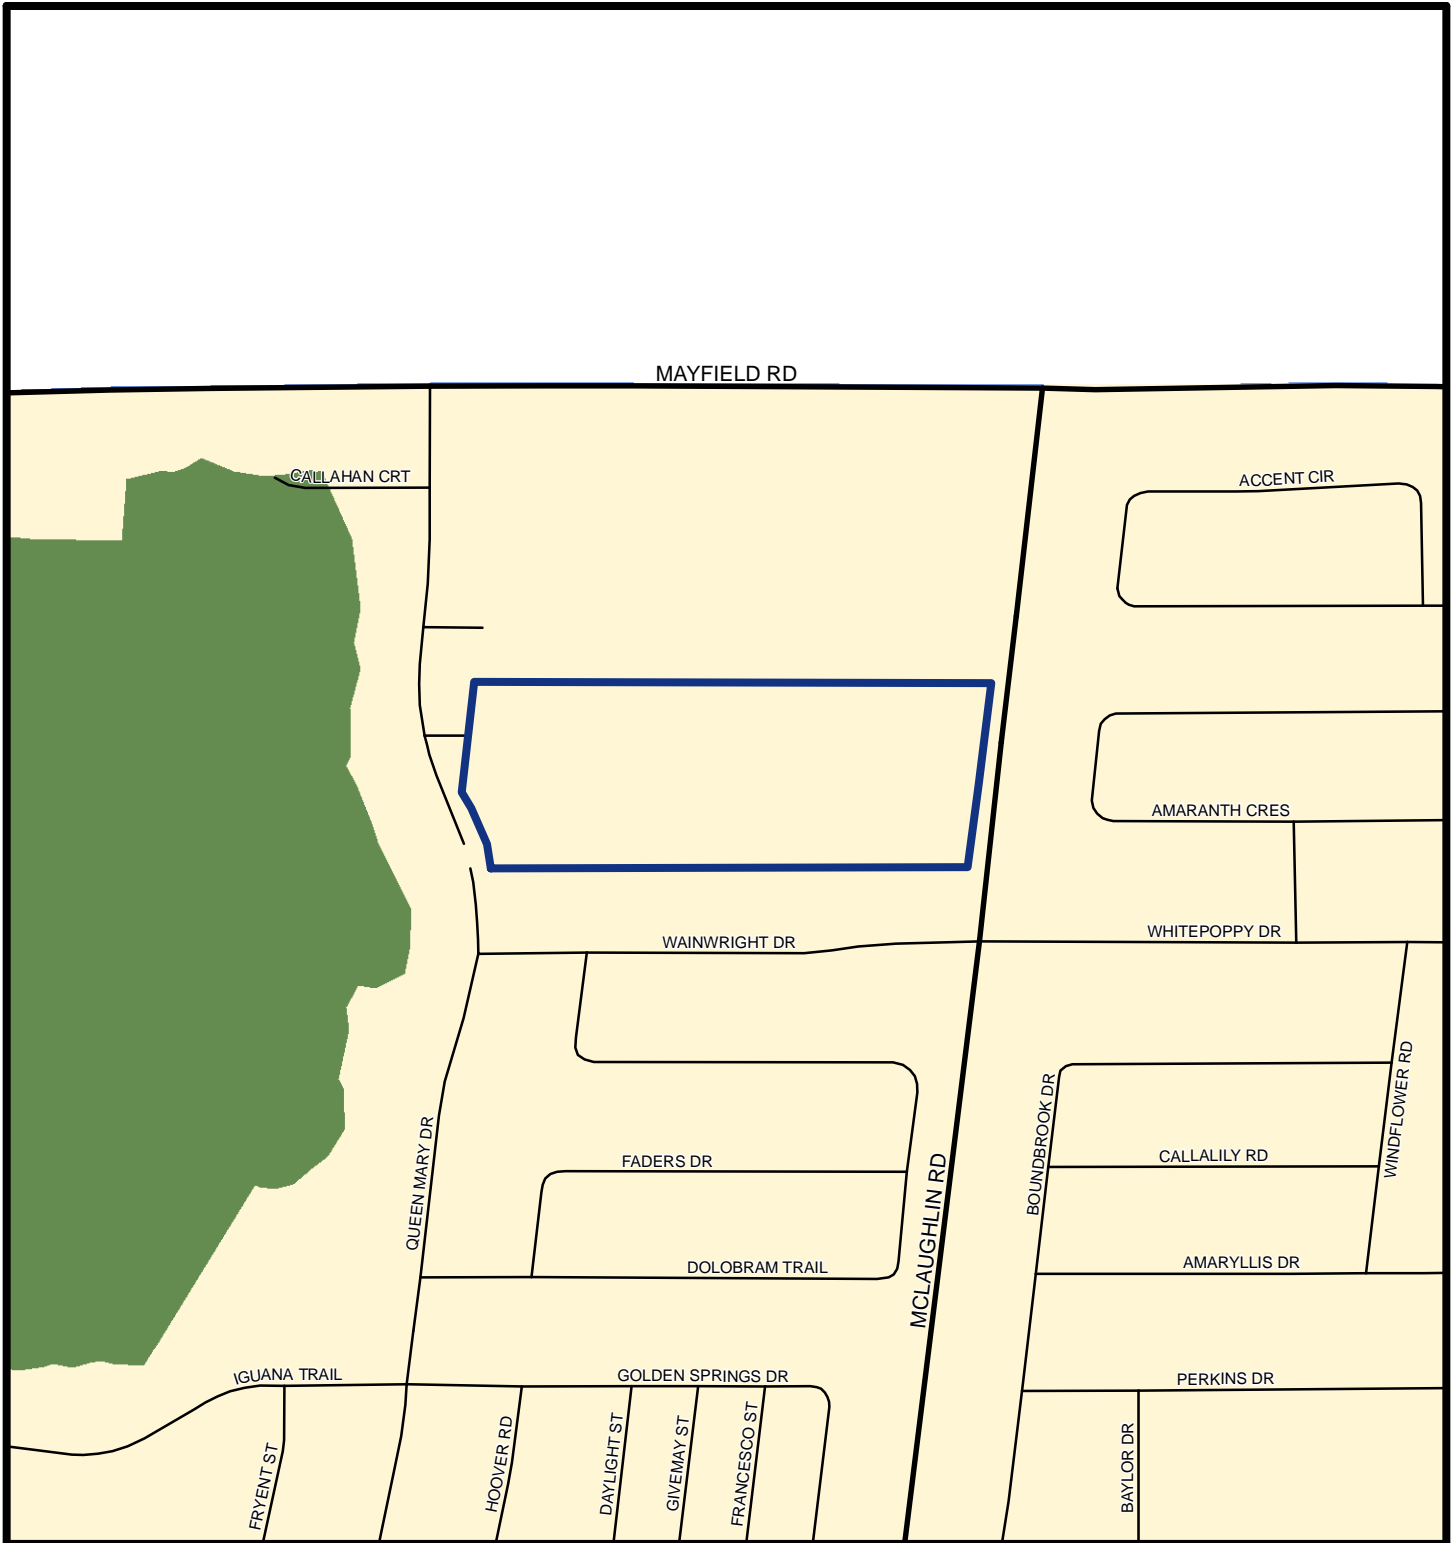 MAYFIELD RD
CALLAHAN CRT
ACCENT CIR
AMARANTH CRES
WHITEPOPPY DR
WAINWRIGHT DR
WINDFLOWER RD
BOUNDBROOK DR
QUEEN MARY DR
CALLALILY RD
FADERS DR
MCLAUGHLIN RD
AMARYLLIS DR
DOLOBRAM TRAIL
IGUANA TRAIL
GOLDEN SPRINGS DR
PERKINS DR
FRYENT ST
HOOVER RD
DAYLIGHT ST
GIVEMAY ST
FRANCESCO ST
BAYLOR DR